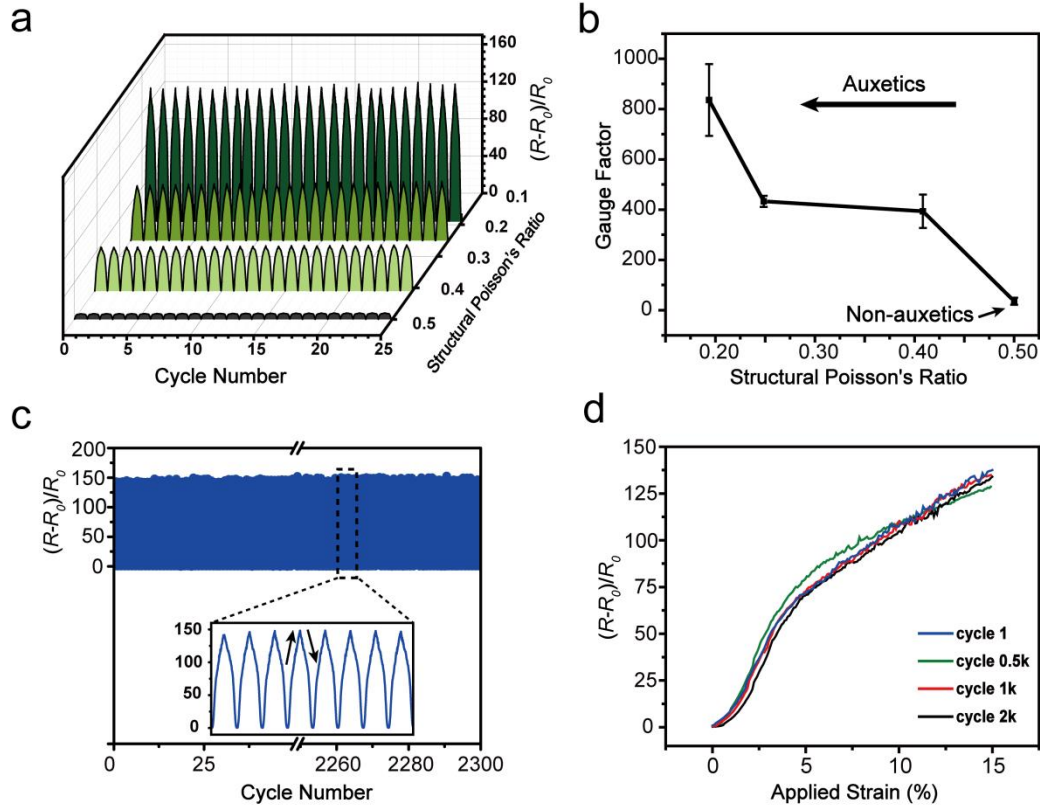 a
160
120
80
40
0
(R-R0)/R0
0.1
0.2
0.3
0.4
0.5
Structural Poisson's Ratio
0 5 10 15 20 25
Cycle Number
b
1000
800
600
400
200
0
Gauge Factor
Auxetics
Non-auxetics
0.20 0.30 0.40 0.50
Structural Poisson's Ratio
c
200
150
100
50
0
(R-R0)/R0
150
100
50
0
0 25 2260 2280 2300
Cycle Number
d
150
125
100
75
50
25
0
(R-R0)/R0
cycle 1
cycle 0.5k
cycle 1k
cycle 2k
0 5 10 15
Applied Strain (%)